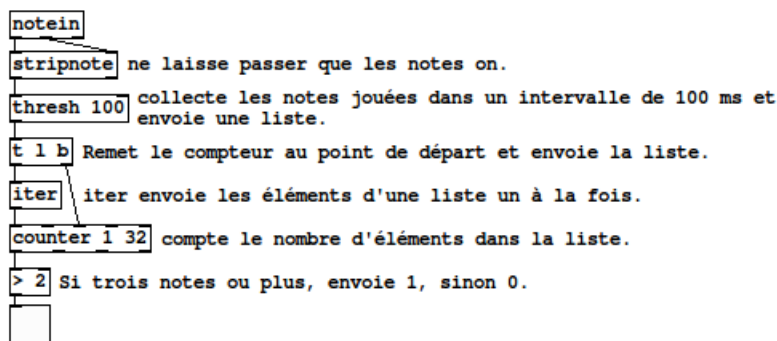 notein
stripnote ne laisse passer que les notes on.
thresh 100 collecte les notes jouées dans un intervalle de 100 ms et
envoie une liste.
t l b Remet le compteur au point de départ et envoie la liste.
iter iter envoie les éléments d'une liste un à la fois.
counter 1 32 compte le nombre d'éléments dans la liste.
> 2 Si trois notes ou plus, envoie 1, sinon 0.